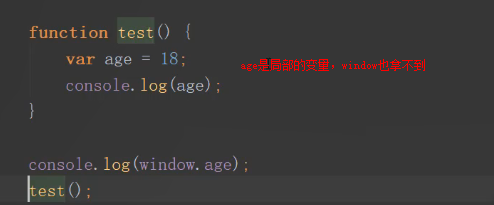 function test() {
var age = 18;
console.log(age);
age是局部的变量，window也拿不到
}
console.log(window.age);
test();